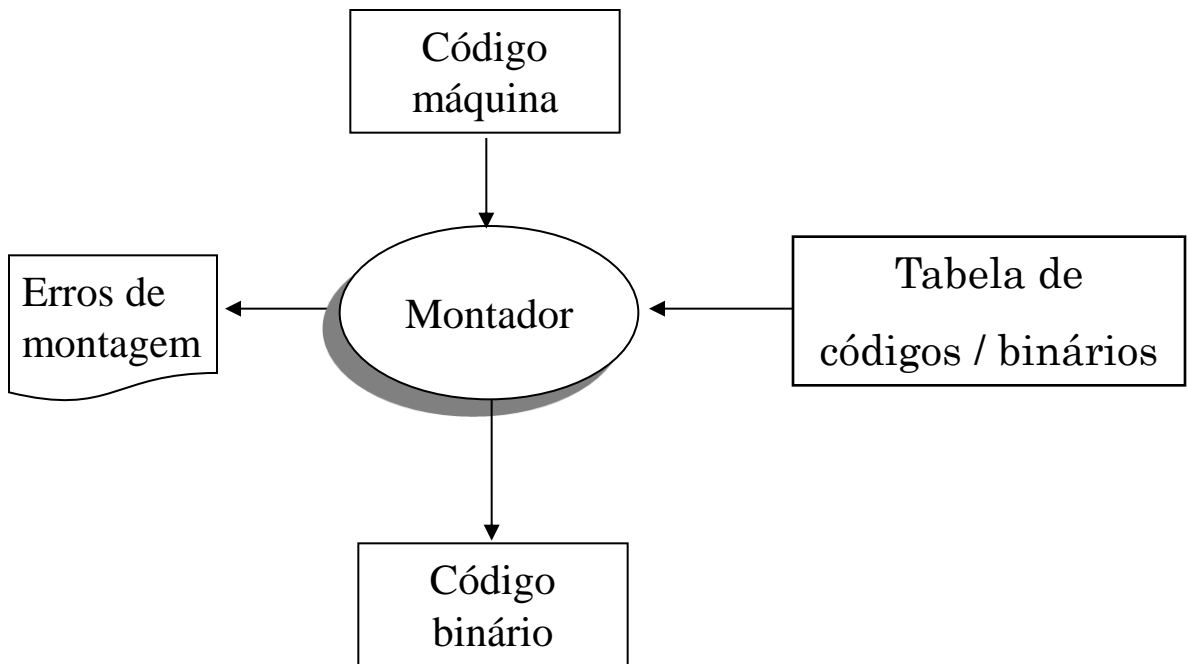 Código
máquina
Erros de
montagem
Montador
Tabela de
códigos / binários
Código
binário